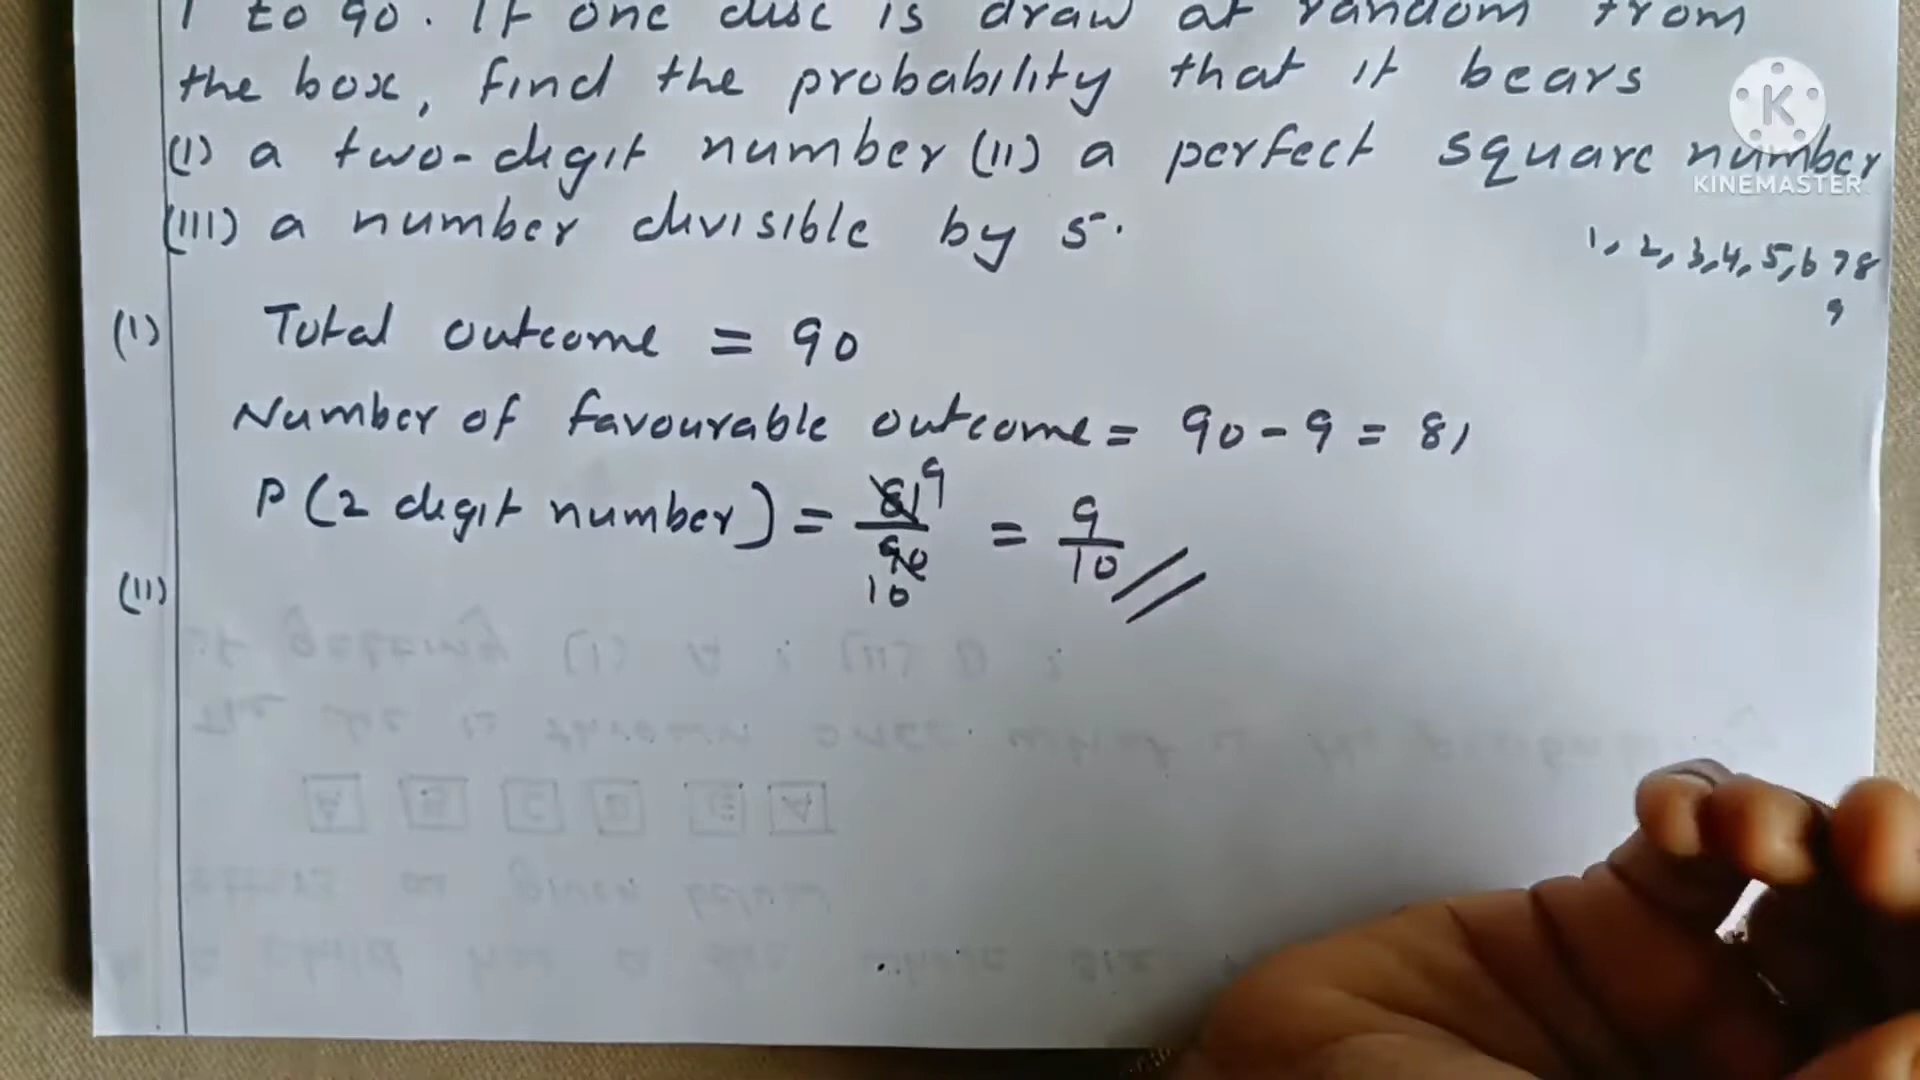 1 to 90. If one disc is draw at random from
the box, find the probability that it bears
(I) a two-digit number (II) a perfect square number
(III) a number divisible by 5.
K
KINEMASTER
1, 2, 3, 4, 5, 6 7 8
9
(I) Total outcome = 90
Number of favourable outcome = 90 - 9 = 81
P(2 digit number) = 81 9 / 90 10 = 9/10 //
(II)
A B C D E A